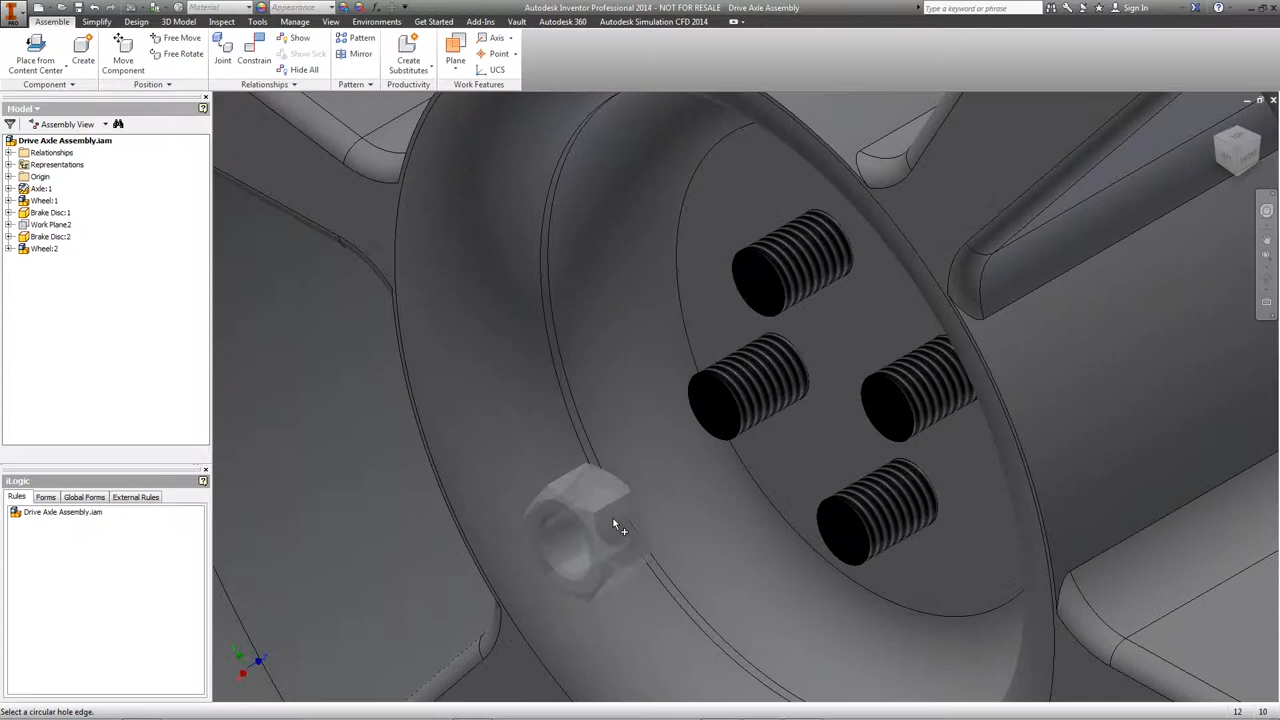 Material
Appearance
Autodesk Inventor Professional 2014 - NOT FOR RESALE
Drive Axle Assembly
Type a keyword or phrase
Sign In
PRO
Assemble
Simplify
Design
3D Model
Inspect
Tools
Manage
View
Environments
Get Started
Add-Ins
Vault
Autodesk 360
Autodesk Simulation CFD 2014
Place from
Content Center
Create
Move
Component
Free Move
Free Rotate
Joint
Constrain
Show
Show Sick
Hide All
Pattern
Mirror
Create
Substitutes
Plane
Axis
Point
UCS
Component
Position
Relationships
Pattern
Productivity
Work Features
Model
Assembly View
Drive Axle Assembly.iam
Relationships
Representations
Origin
Axle:1
Wheel:1
Brake Disc:1
Work Plane2
Brake Disc:2
Wheel:2
iLogic
Rules
Forms
Global Forms
External Rules
Drive Axle Assembly.iam
Select a circular hole edge.
12
10